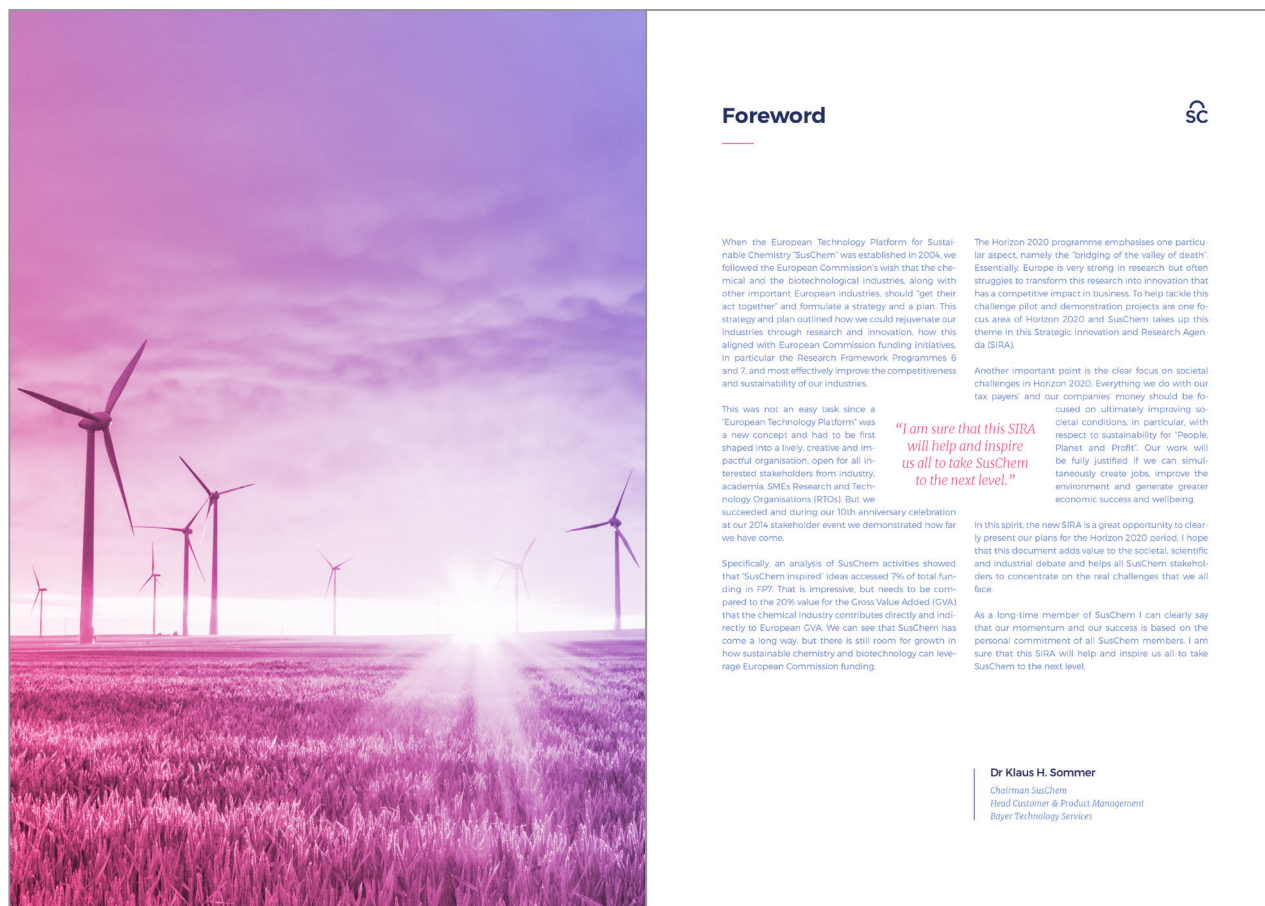 Foreword
SC
When the European Technology Platform for Sustai-
nable Chemistry "SusChem" was established in 2004, we
followed the European Commission's wish that the che-
mical and the biotechnological industries, along with
other important European industries, should "get their
act together" and formulate a strategy and a plan. This
strategy and plan outlined how we could rejuvenate our
industries through research and innovation, how this
aligned with European Commission funding initiatives,
in particular the Research Framework Programmes 6
and 7, and most effectively improve the competitiveness
and sustainability of our industries.
This was not an easy task since a
"European Technology Platform" was
a new concept and had to be first
shaped into a lively, creative and im-
pactful organisation, open for all in-
terested stakeholders from industry,
academia, SMEs Research and Tech-
nology Organisations (RTOs). But we
succeeded and during our 10th anniversary celebration
at our 2014 stakeholder event we demonstrated how far
we have come.
Specifically, an analysis of SusChem activities showed
that "SusChem inspired" ideas accessed 7% of total fun-
ding in FP7. That is impressive, but needs to be com-
pared to the 20% value for the Gross Value Added (GVA)
that the chemical industry contributes directly and indi-
rectly to European GVA. We can see that SusChem has
come a long way, but there is still room for growth in
how sustainable chemistry and biotechnology can leve-
rage European Commission funding.
"I am sure that this SIRA
will help and inspire
us all to take SusChem
to the next level."
The Horizon 2020 programme emphasises one particu-
lar aspect, namely the "bridging of the valley of death".
Essentially, Europe is very strong in research but often
struggles to transform this research into innovation that
has a competitive impact in business. To help tackle this
challenge pilot and demonstration projects are one fo-
cus area of Horizon 2020 and SusChem takes up this
theme in this Strategic Innovation and Research Agen-
da (SIRA).
Another important point is the clear focus on societal
challenges in Horizon 2020. Everything we do with our
tax payers' and our companies' money should be fo-
cused on ultimately improving so-
cietal conditions, in particular, with
respect to sustainability for "People,
Planet and Profit". Our work will
be fully justified if we can simul-
taneously create jobs, improve the
environment and generate greater
economic success and wellbeing.
In this spirit, the new SIRA is a great opportunity to clear-
ly present our plans for the Horizon 2020 period. I hope
that this document adds value to the societal, scientific
and industrial debate and helps all SusChem stakehol-
ders to concentrate on the real challenges that we all
face.
As a long-time member of SusChem I can clearly say
that our momentum and our success is based on the
personal commitment of all SusChem members. I am
sure that this SIRA will help and inspire us all to take
SusChem to the next level.
Dr Klaus H. Sommer
Chairman SusChem
Head Customer & Product Management
Bayer Technology Services